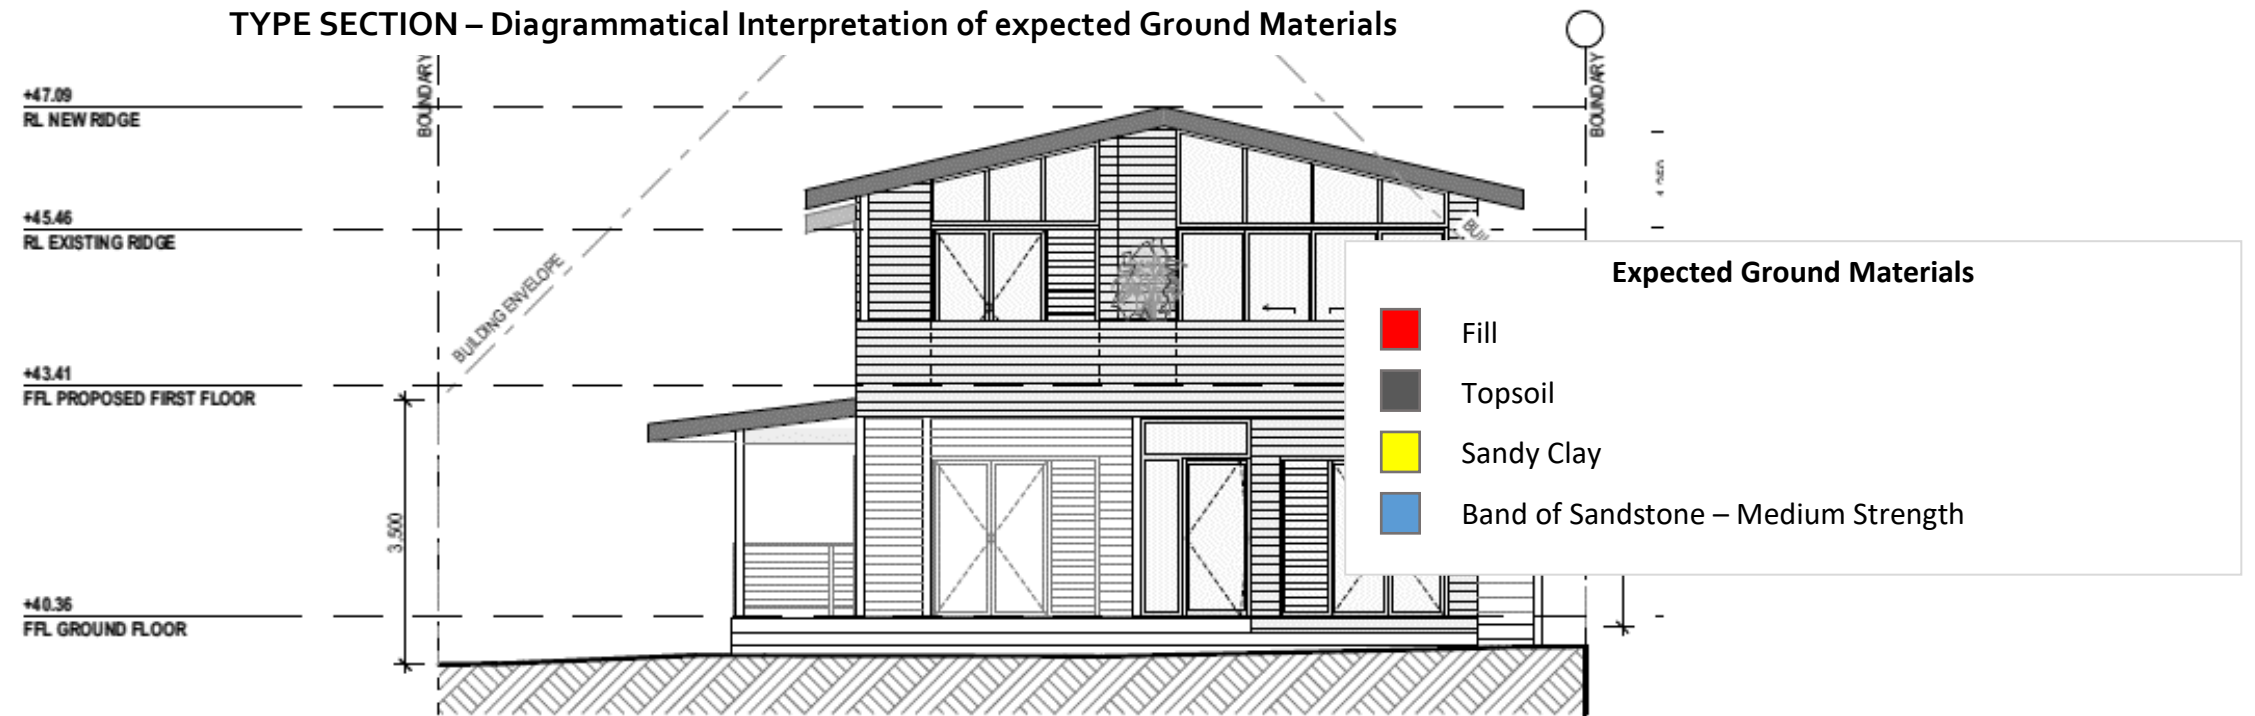 TYPE SECTION – Diagrammatical Interpretation of expected Ground Materials
BOUNDARY
BOUNDARY
+47.09
RL NEW RIDGE
+45.46
RL EXISTING RIDGE
BUILDING ENVELOPE
Expected Ground Materials
Fill
Topsoil
Sandy Clay
Band of Sandstone – Medium Strength
+43.41
FFL PROPOSED FIRST FLOOR
3,500
+40.36
FFL GROUND FLOOR